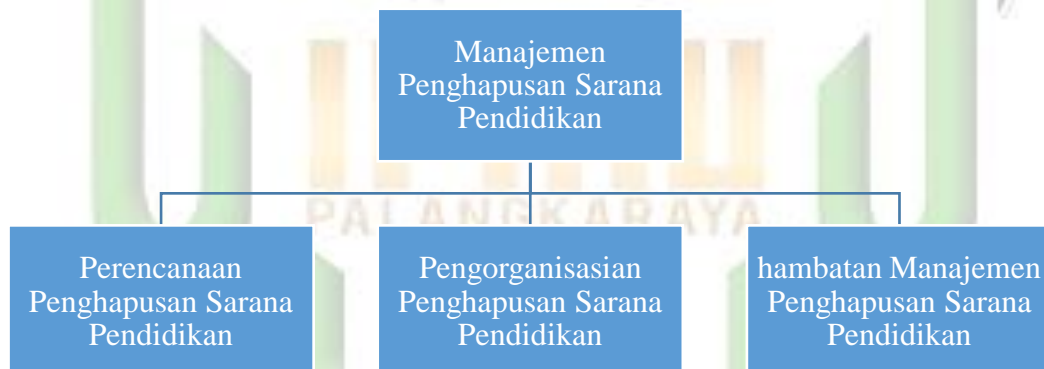 Manajemen
Penghapusan Sarana
Pendidikan
PALANGKARAYA
Perencanaan
Penghapusan Sarana
Pendidikan
Pengorganisasian
Penghapusan Sarana
Pendidikan
hambatan Manajemen
Penghapusan Sarana
Pendidikan